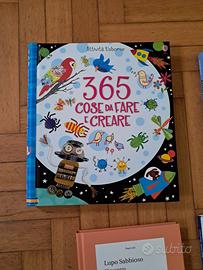 Attività Usborne
365
COSE DA FARE
E CREARE
Lupo Sabbioso
subito